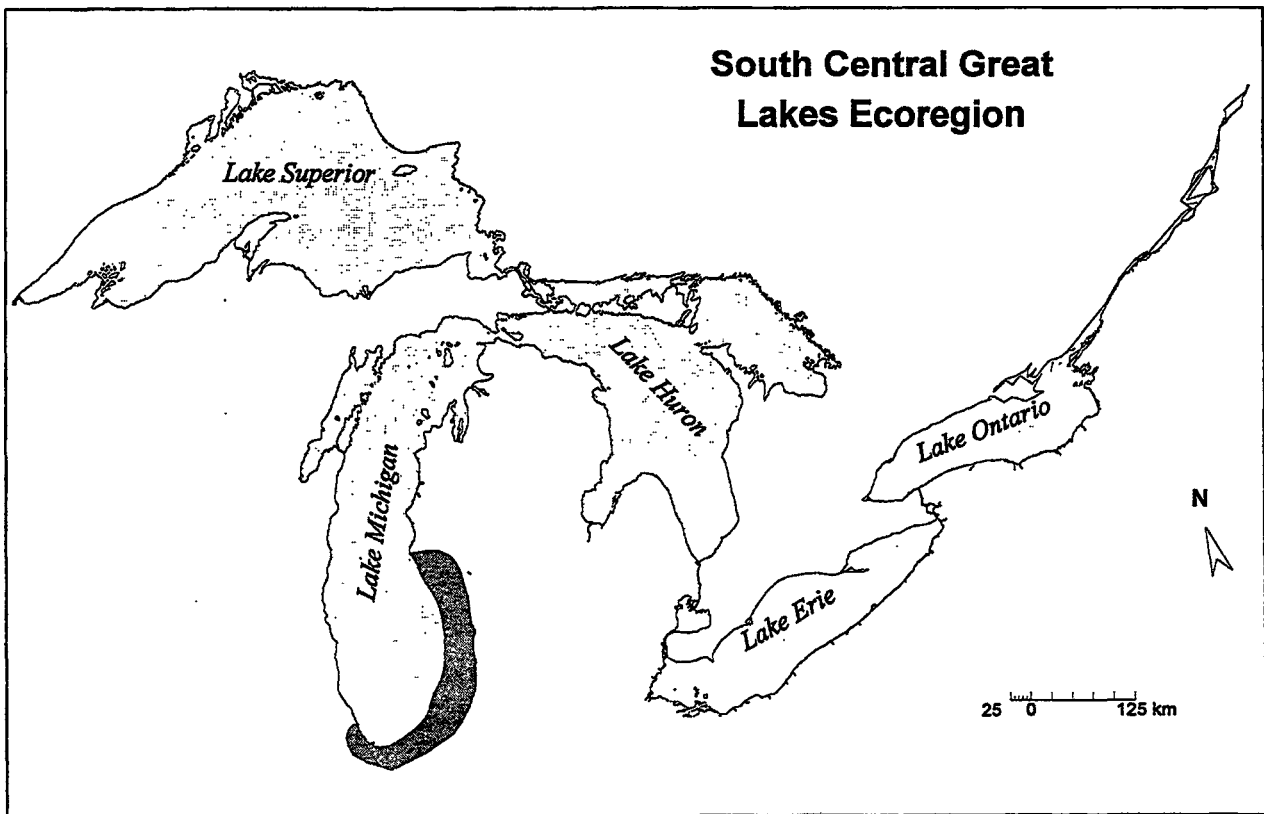 South Central Great
Lakes Ecoregion
Lake Superior
Lake Huron
Lake Michigan
Lake Ontario
Lake Erie
N
25 0 125 km